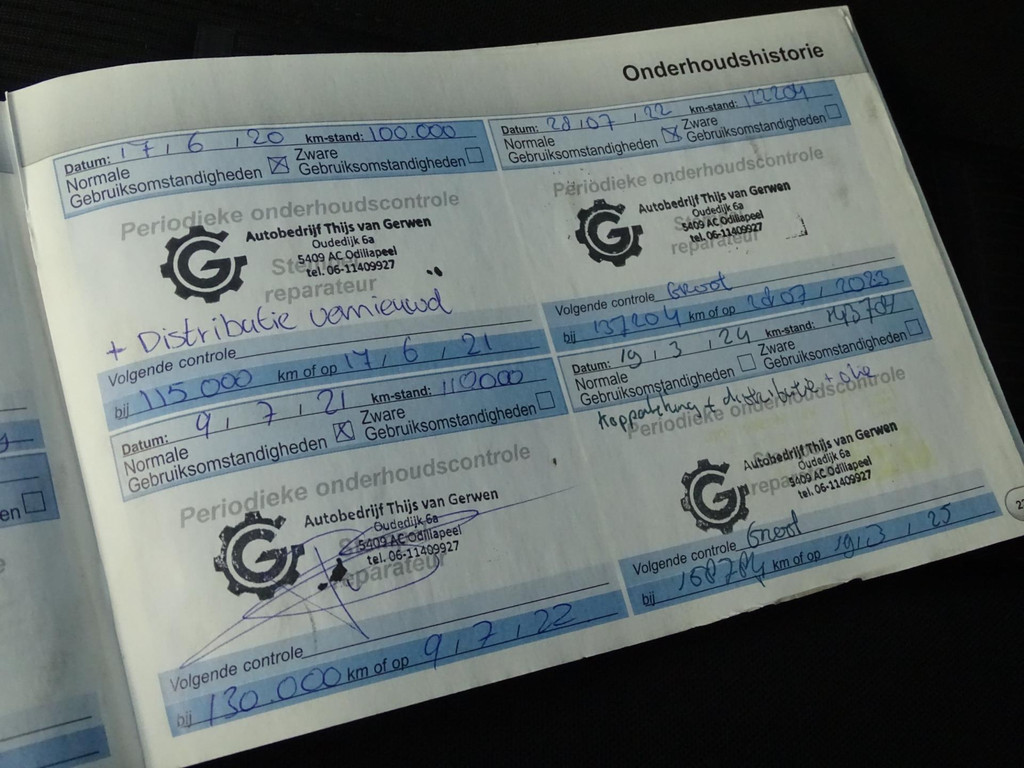 Onderhoudshistorie
Datum: 17, 6, 20 km-stand: 100.000
Normale Gebruiksomstandigheden ☒ Zware Gebruiksomstandigheden ☐
Periodieke onderhoudscontrole
Autobedrijf Thijs van Gerwen
Oudedijk 6a
5409 AC Odiliapeel
tel. 06-11409927
reparateur
+ Distributie vernieuwd
Volgende controle
bij 115.000 km of op 17, 6, 21
Datum: 9, 7, 21 km-stand: 110000
Normale Gebruiksomstandigheden ☒ Zware Gebruiksomstandigheden ☐
Periodieke onderhoudscontrole
Autobedrijf Thijs van Gerwen
Oudedijk 6a
5409 AC Odiliapeel
tel. 06-11409927
reparateur
Volgende controle
bij 130.000 km of op 9, 7, 22
Datum: 28, 07, 22 km-stand: 122204
Normale Gebruiksomstandigheden ☒ Zware Gebruiksomstandigheden ☐
Periodieke onderhoudscontrole
Autobedrijf Thijs van Gerwen
Oudedijk 6a
5409 AC Odiliapeel
tel. 06-11409927
reparateur
Volgende controle Groot
bij 137204 km of op 28, 07, 2023
Datum: 19, 3, 24 km-stand:
Normale Gebruiksomstandigheden ☐ Zware Gebruiksomstandigheden ☐
+ distributie + olie
Periodieke onderhoudscontrole
Autobedrijf Thijs van Gerwen
Oudedijk 6a
5409 AC Odiliapeel
tel. 06-11409927
Volgende controle Groot
bij 168784 km of op 19, 3, 25